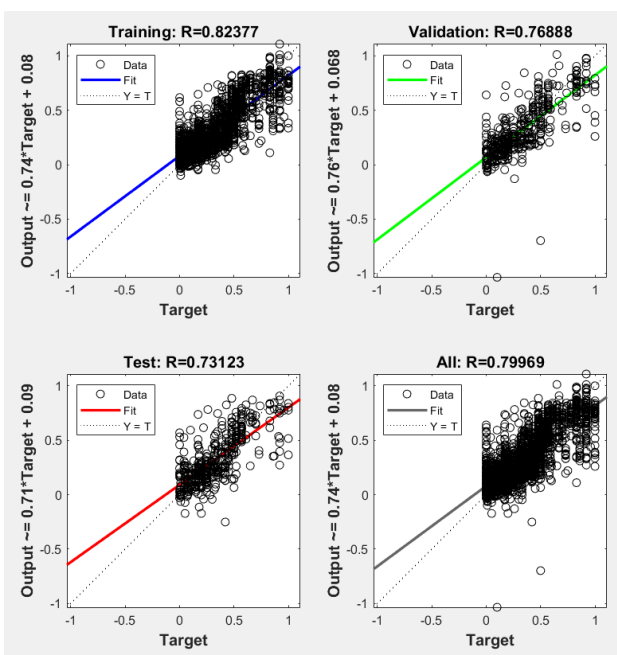 Training: R=0.82377
Output ~= 0.74*Target + 0.08
1
0.5
0
-0.5
-1
Data
Fit
Y = T
-1 -0.5 0 0.5 1
Target
Validation: R=0.76888
Output ~= 0.76*Target + 0.068
1
0.5
0
-0.5
-1
Data
Fit
Y = T
-1 -0.5 0 0.5 1
Target
Test: R=0.73123
Output ~= 0.71*Target + 0.09
1
0.5
0
-0.5
-1
Data
Fit
Y = T
-1 -0.5 0 0.5 1
Target
All: R=0.79969
Output ~= 0.74*Target + 0.08
1
0.5
0
-0.5
-1
Data
Fit
Y = T
-1 -0.5 0 0.5 1
Target